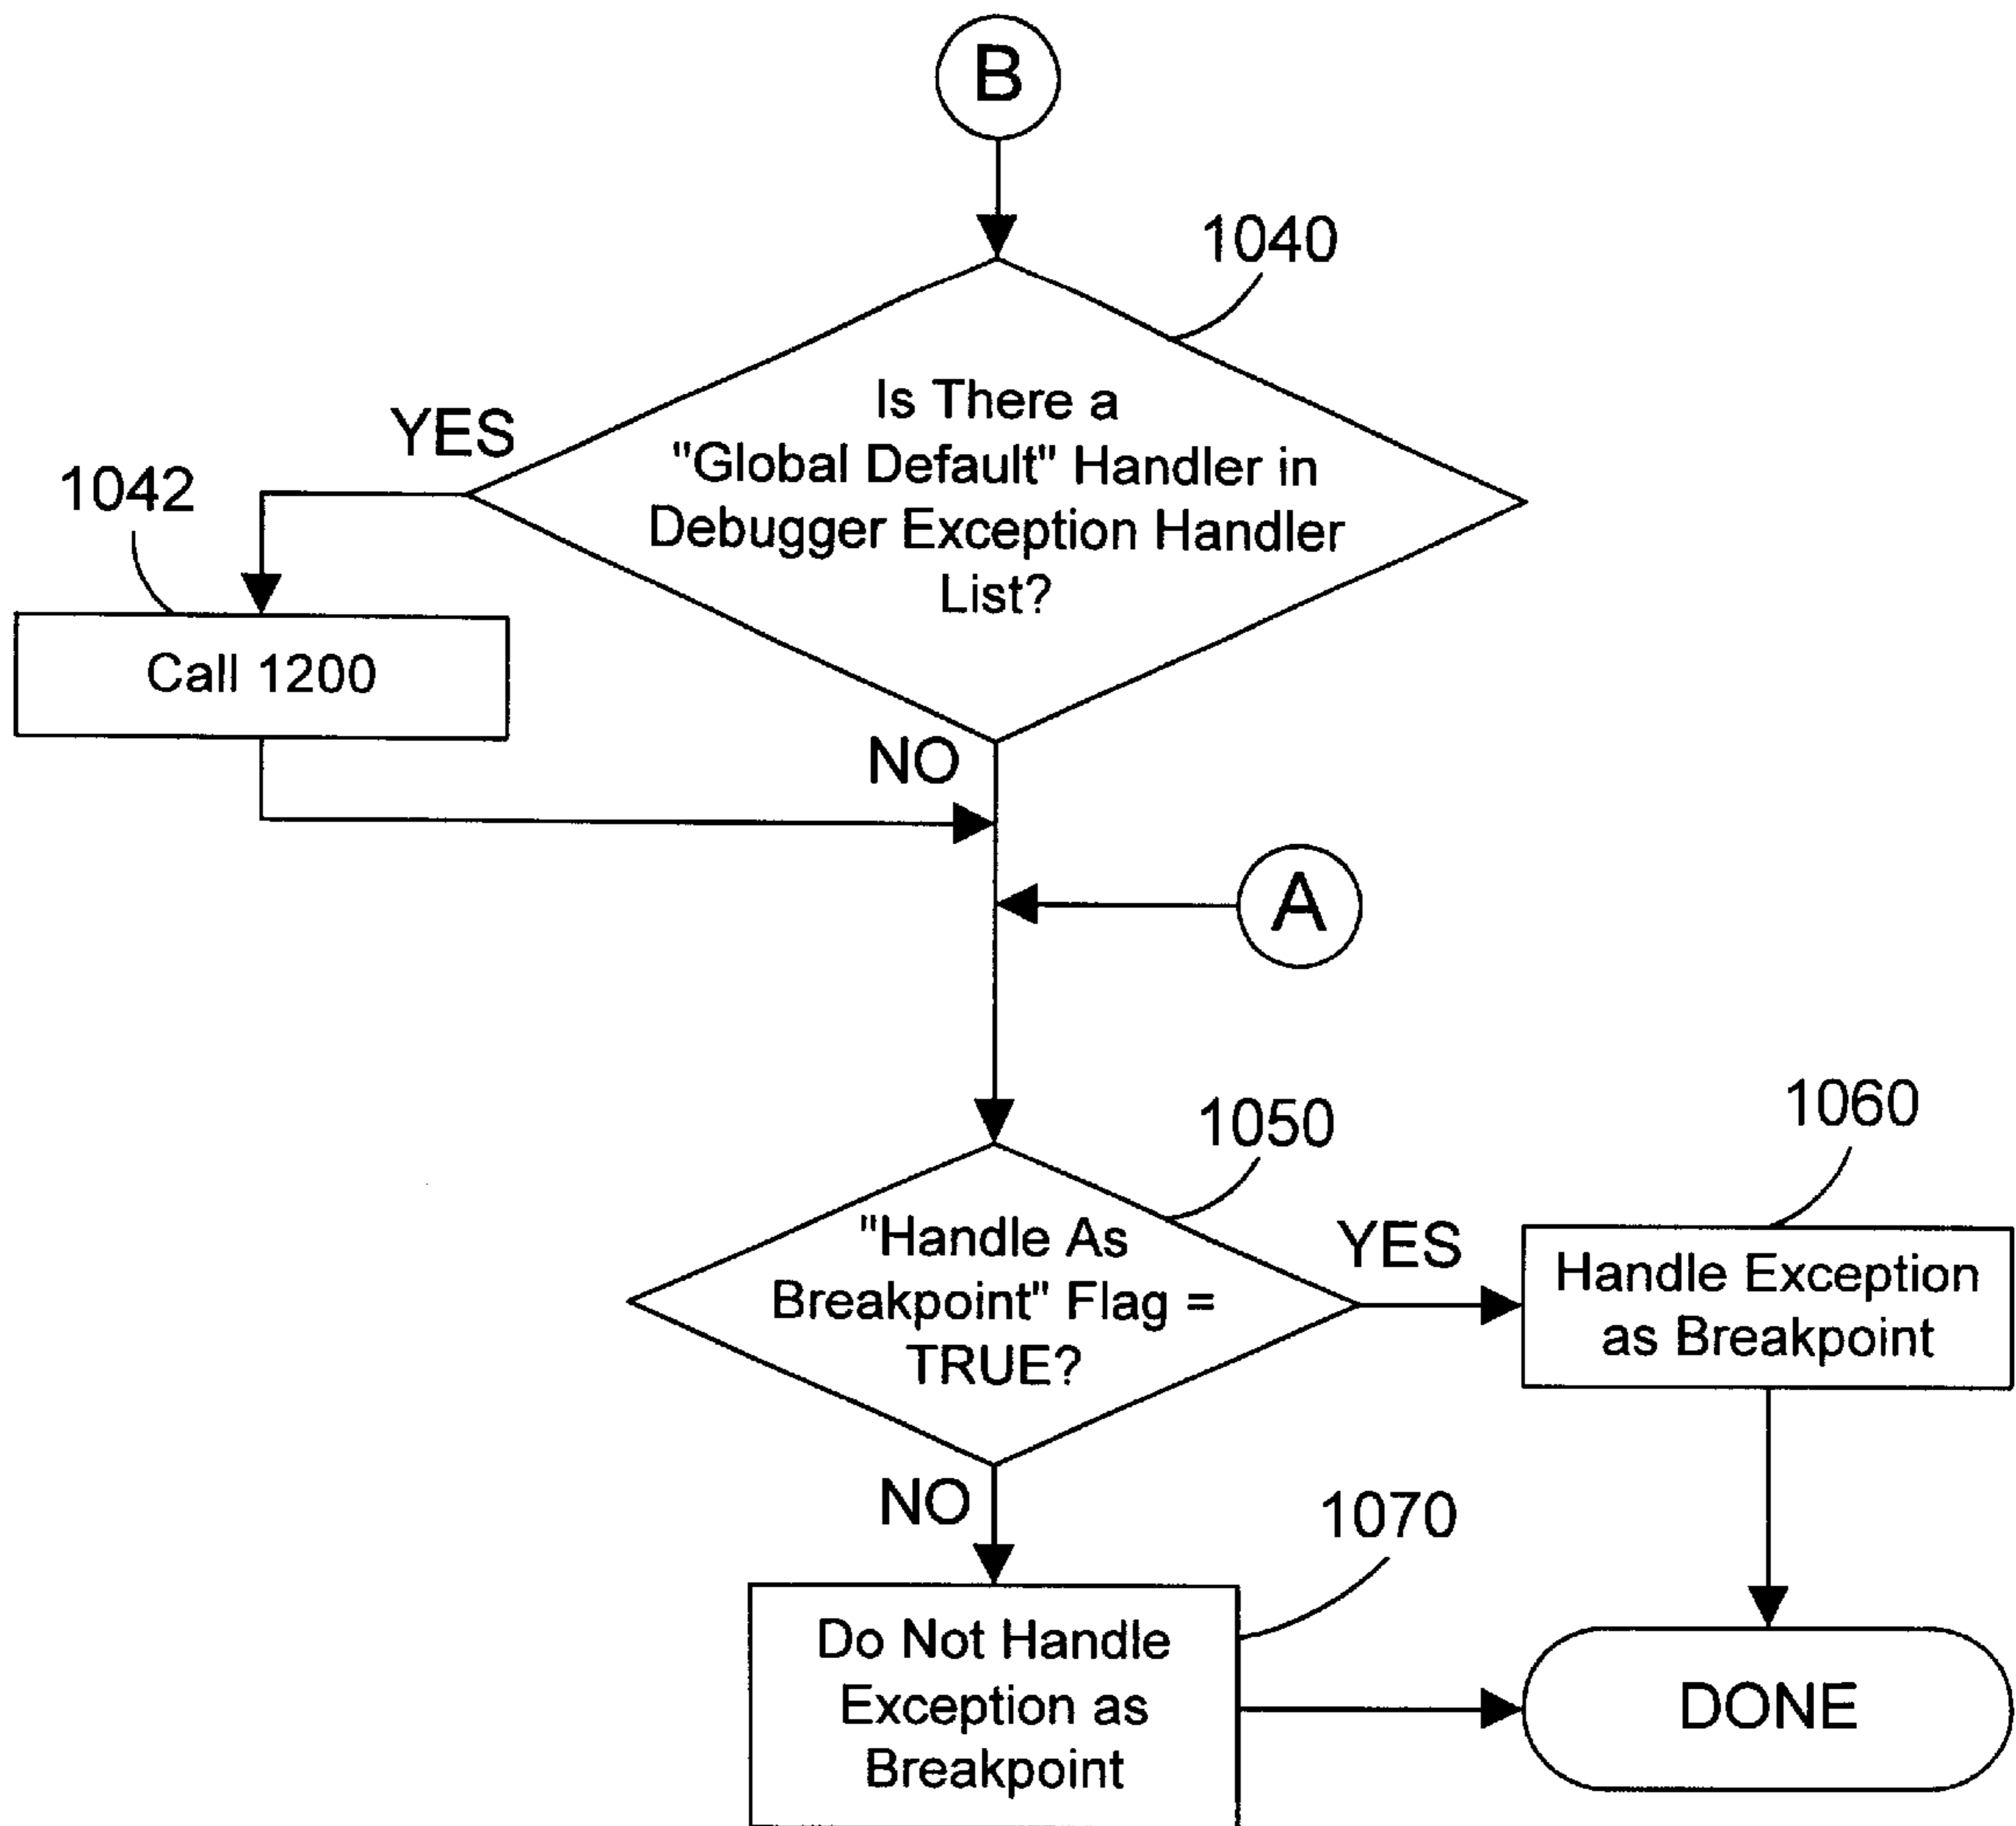 B
1040
Is There a
"Global Default" Handler in
Debugger Exception Handler
List?
YES
1042
Call 1200
NO
A
1050
"Handle As
Breakpoint" Flag =
TRUE?
YES
1060
Handle Exception
as Breakpoint
NO
1070
Do Not Handle
Exception as
Breakpoint
DONE